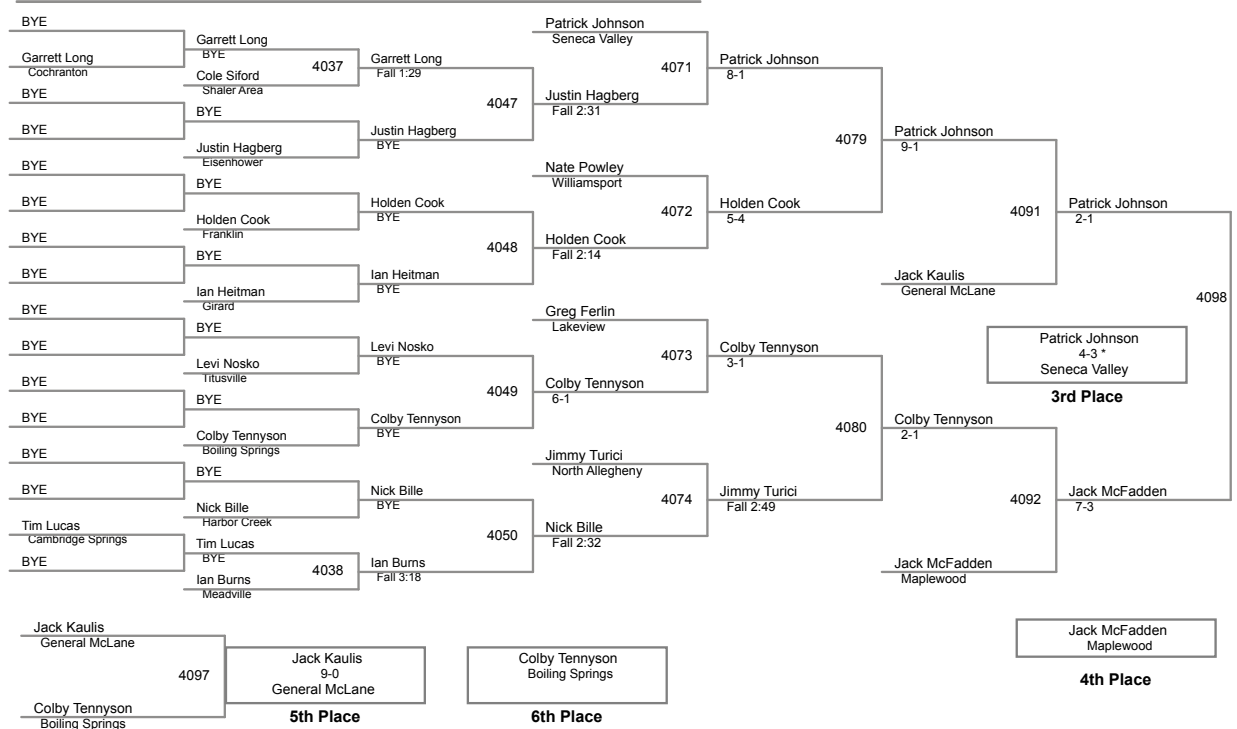 BYE
Garrett Long
Cochranton
BYE
BYE
BYE
BYE
BYE
BYE
BYE
BYE
BYE
BYE
BYE
BYE
Tim Lucas
Cambridge Springs
BYE
Garrett Long
BYE
4037
Cole Siford
Shaler Area
BYE
Justin Hagberg
Eisenhower
BYE
Holden Cook
Franklin
BYE
Ian Heitman
Girard
BYE
Levi Nosko
Titusville
BYE
Colby Tennyson
Boiling Springs
BYE
Nick Bille
Harbor Creek
Tim Lucas
BYE
4038
Ian Burns
Meadville
Garrett Long
Fall 1:29
4047
Justin Hagberg
BYE
Holden Cook
BYE
4048
Ian Heitman
BYE
Levi Nosko
BYE
4049
Colby Tennyson
BYE
Nick Bille
BYE
4050
Ian Burns
Fall 3:18
Patrick Johnson
Seneca Valley
4071
Justin Hagberg
Fall 2:31
Nate Powley
Williamsport
4072
Holden Cook
Fall 2:14
Greg Ferlin
Lakeview
4073
Colby Tennyson
6-1
Jimmy Turici
North Allegheny
4074
Nick Bille
Fall 2:32
Patrick Johnson
8-1
4079
Holden Cook
5-4
Colby Tennyson
3-1
4080
Jimmy Turici
Fall 2:49
Patrick Johnson
9-1
4091
Jack Kaulis
General McLane
Colby Tennyson
2-1
4092
Jack McFadden
Maplewood
Patrick Johnson
2-1
4098
Jack McFadden
7-3
Patrick Johnson
4-3 *
Seneca Valley
3rd Place
Jack McFadden
Maplewood
4th Place
Jack Kaulis
General McLane
4097
Colby Tennyson
Boiling Springs
Jack Kaulis
9-0
General McLane
5th Place
Colby Tennyson
Boiling Springs
6th Place